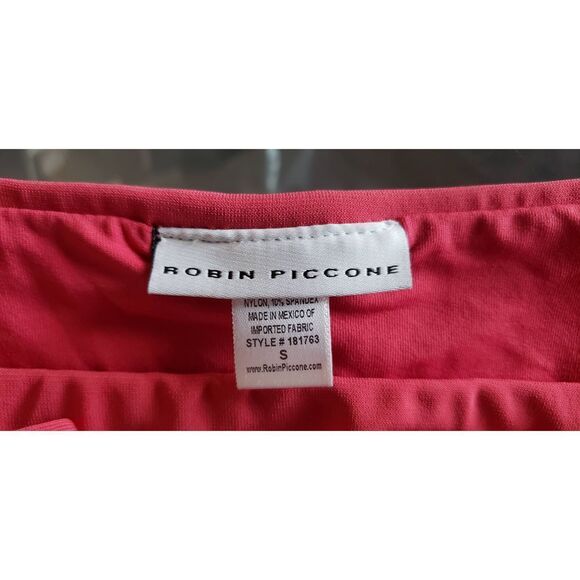 ROBIN PICCONE
NYLON, 10% SPANDEX
MADE IN MEXICO OF
IMPORTED FABRIC
STYLE # 181763
S
www.RobinPiccone.com